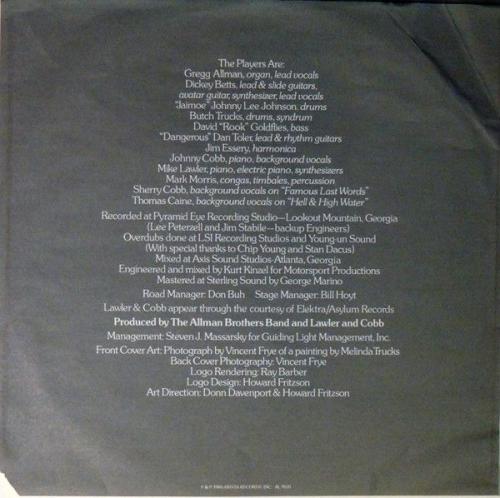 The Players Are:
Gregg Allman, organ, lead vocals
Dickey Betts, lead & slide guitars,
avatar guitar, synthesizer, lead vocals
"Jaimoe" Johnny Lee Johnson, drums
Butch Trucks, drums, syndrum
David "Rook" Goldflies, bass
"Dangerous" Dan Toler, lead & rhythm guitars
Jim Essery, harmonica
Johnny Cobb, piano, background vocals
Mike Lawler, piano, electric piano, synthesizers
Mark Morris, congas, timbales, percussion
Sherry Cobb, background vocals on "Famous Last Words"
Thomas Caine, background vocals on "Hell & High Water"
Recorded at Pyramid Eye Recording Studio—Lookout Mountain, Georgia
(Lee Peterzell and Jim Stabile—backup Engineers)
Overdubs done at LSI Recording Studios and Young-un Sound
(With special thanks to Chip Young and Stan Dacus)
Mixed at Axis Sound Studios-Atlanta, Georgia
Engineered and mixed by Kurt Kinzel for Motorsport Productions
Mastered at Sterling Sound by George Marino
Road Manager: Don Buh Stage Manager: Bill Hoyt
Lawler & Cobb appear through the courtesy of Elektra/Asylum Records
Produced by The Allman Brothers Band and Lawler and Cobb
Management: Steven J. Massarsky for Guiding Light Management, Inc.
Front Cover Art: Photograph by Vincent Frye of a painting by Melinda Trucks
Back Cover Photography: Vincent Frye
Logo Rendering: Ray Barber
Logo Design: Howard Fritzson
Art Direction: Donn Davenport & Howard Fritzson